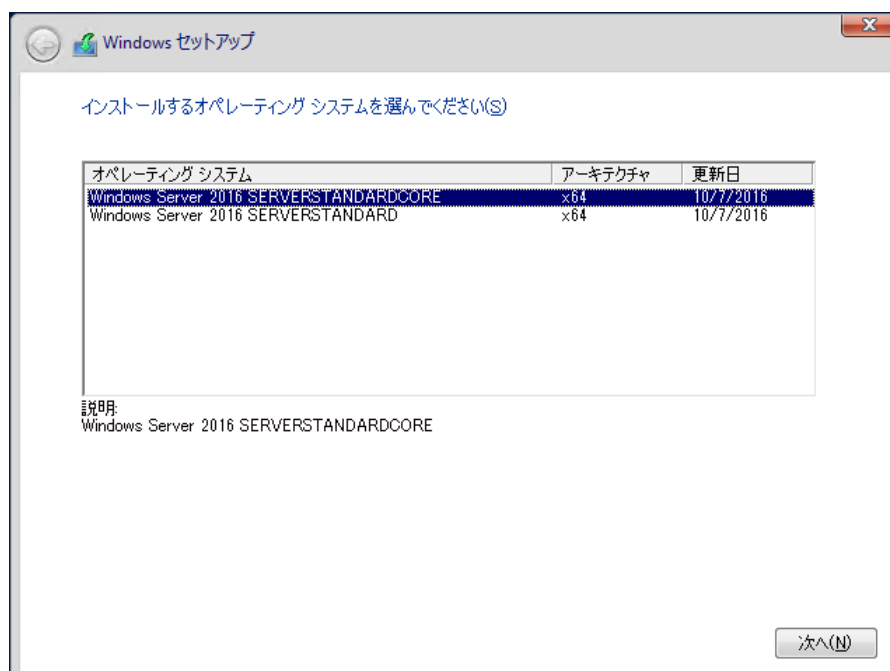 Windows セットアップ
インストールするオペレーティング システムを選んでください(S)
オペレーティング システム アーキテクチャ 更新日
Windows Server 2016 SERVERSTANDARDCORE x64 10/7/2016
Windows Server 2016 SERVERSTANDARD x64 10/7/2016
説明:
Windows Server 2016 SERVERSTANDARDCORE
次へ(N)